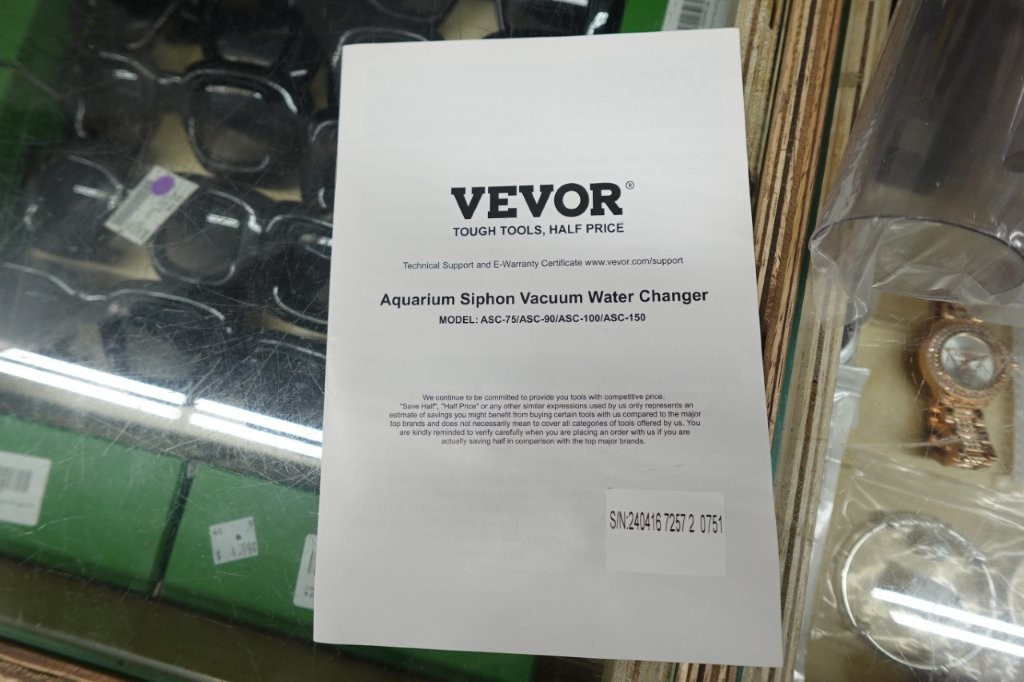 VEVOR®
TOUGH TOOLS, HALF PRICE
Technical Support and E-Warranty Certificate www.vevor.com/support
Aquarium Siphon Vacuum Water Changer
MODEL: ASC-75/ASC-90/ASC-100/ASC-150
We continue to be committed to provide you tools with competitive price.
"Save Half", "Half Price" or any other similar expressions used by us only represents an
estimate of savings you might benefit from buying certain tools with us compared to the major
top brands and does not necessarily mean to cover all categories of tools offered by us. You
are kindly reminded to verify carefully when you are placing an order with us if you are
actually saving half in comparison with the top major brands.
S/N:240416 7257 2 0751